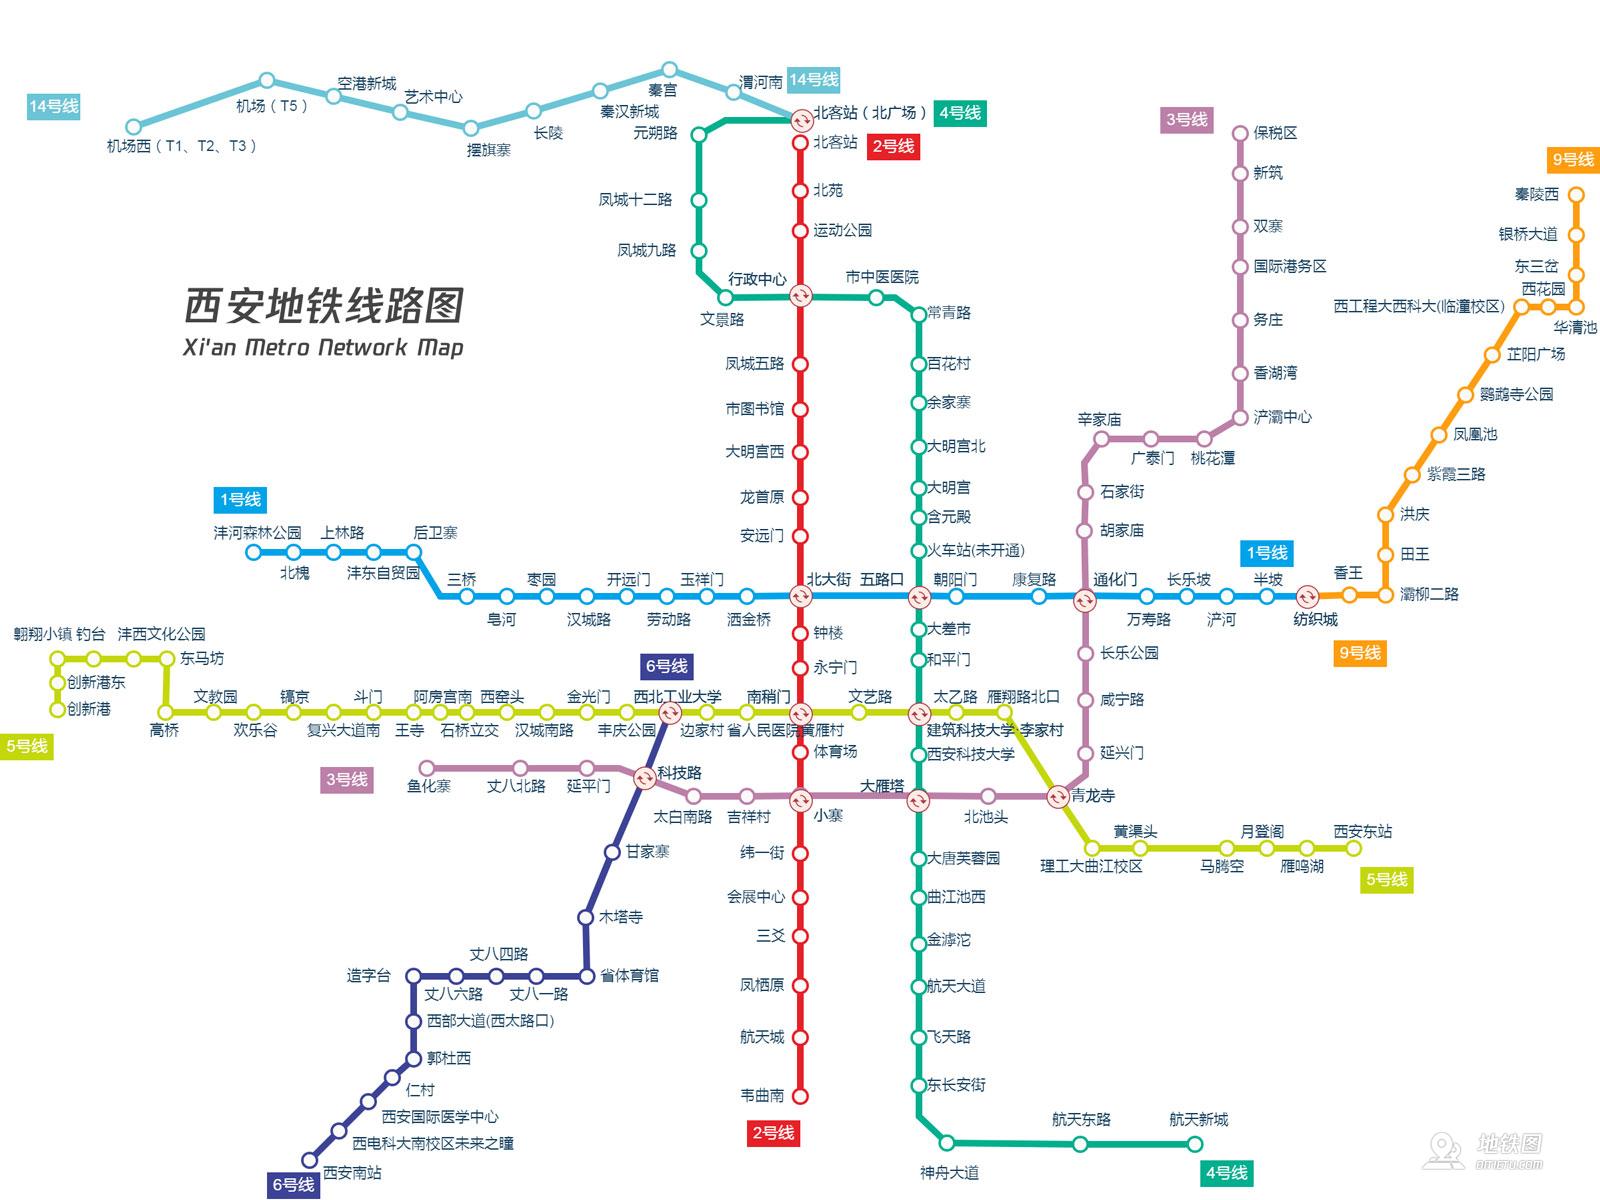 14号线
机场西（T1、T2、T3）
机场（T5）
空港新城
艺术中心
摆旗寨
长陵
秦汉新城
秦宫
渭河南
14号线
北客站（北广场）
4号线
元朔路
北客站
2号线
凤城十二路
北苑
凤城九路
运动公园
行政中心
市中医医院
文景路
常青路
3号线
保税区
新筑
双寨
国际港务区
务庄
香湖湾
浐灞中心
9号线
秦陵西
银桥大道
东三岔
西花园
西工程大西科大(临潼校区)
华清池
芷阳广场
鹦鹉寺公园
凤凰池
紫霞三路
洪庆
田王
灞柳二路
香王
西安地铁线路图
Xi'an Metro Network Map
凤城五路
百花村
市图书馆
余家寨
大明宫西
大明宫北
龙首原
大明宫
含元殿
安远门
火车站(未开通)
辛家庙
广泰门
桃花潭
石家街
胡家庙
1号线
沣河森林公园
上林路
后卫寨
北槐
沣东自贸园
三桥
枣园
开远门
玉祥门
北大街
五路口
朝阳门
康复路
通化门
长乐坡
半坡
1号线
皂河
汉城路
劳动路
洒金桥
万寿路
浐河
纺织城
9号线
钟楼
大差市
永宁门
和平门
长乐公园
咸宁路
延兴门
翱翔小镇
钓台
沣西文化公园
东马坊
创新港东
创新港
5号线
6号线
文教园
镐京
斗门
阿房宫南
西窑头
金光门
西北工业大学
南稍门
文艺路
太乙路
雁翔路北口
高桥
欢乐谷
复兴大道南
王寺
石桥立交
汉城南路
丰庆公园
边家村
省人民医院黄雁村
建筑科技大学·李家村
体育场
西安科技大学
3号线
鱼化寨
丈八北路
延平门
科技路
大雁塔
青龙寺
太白南路
吉祥村
小寨
北池头
黄渠头
月登阁
西安东站
理工大曲江校区
马腾空
雁鸣湖
5号线
甘家寨
纬一街
大唐芙蓉园
会展中心
曲江池西
木塔寺
三爻
金滹沱
丈八四路
造字台
省体育馆
丈八六路
丈八一路
凤栖原
航天大道
西部大道(西太路口)
航天城
飞天路
郭杜西
仁村
韦曲南
东长安街
西安国际医学中心
2号线
航天东路
航天新城
西电科大南校区未来之瞳
西安南站
神舟大道
6号线
4号线
地铁图
DITIETU.COM